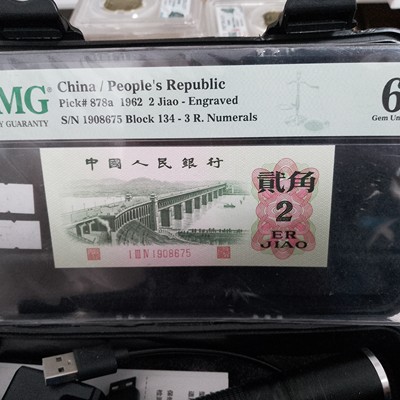 MG China / People's Republic
Pick# 878a 1962 2 Jiao - Engraved
Y GUARANTY S/N 1908675 Block 134 - 3 R. Numerals
6
Gem Un
中國人民銀行
貳角
2
ER
JIAO
I III N 1908675